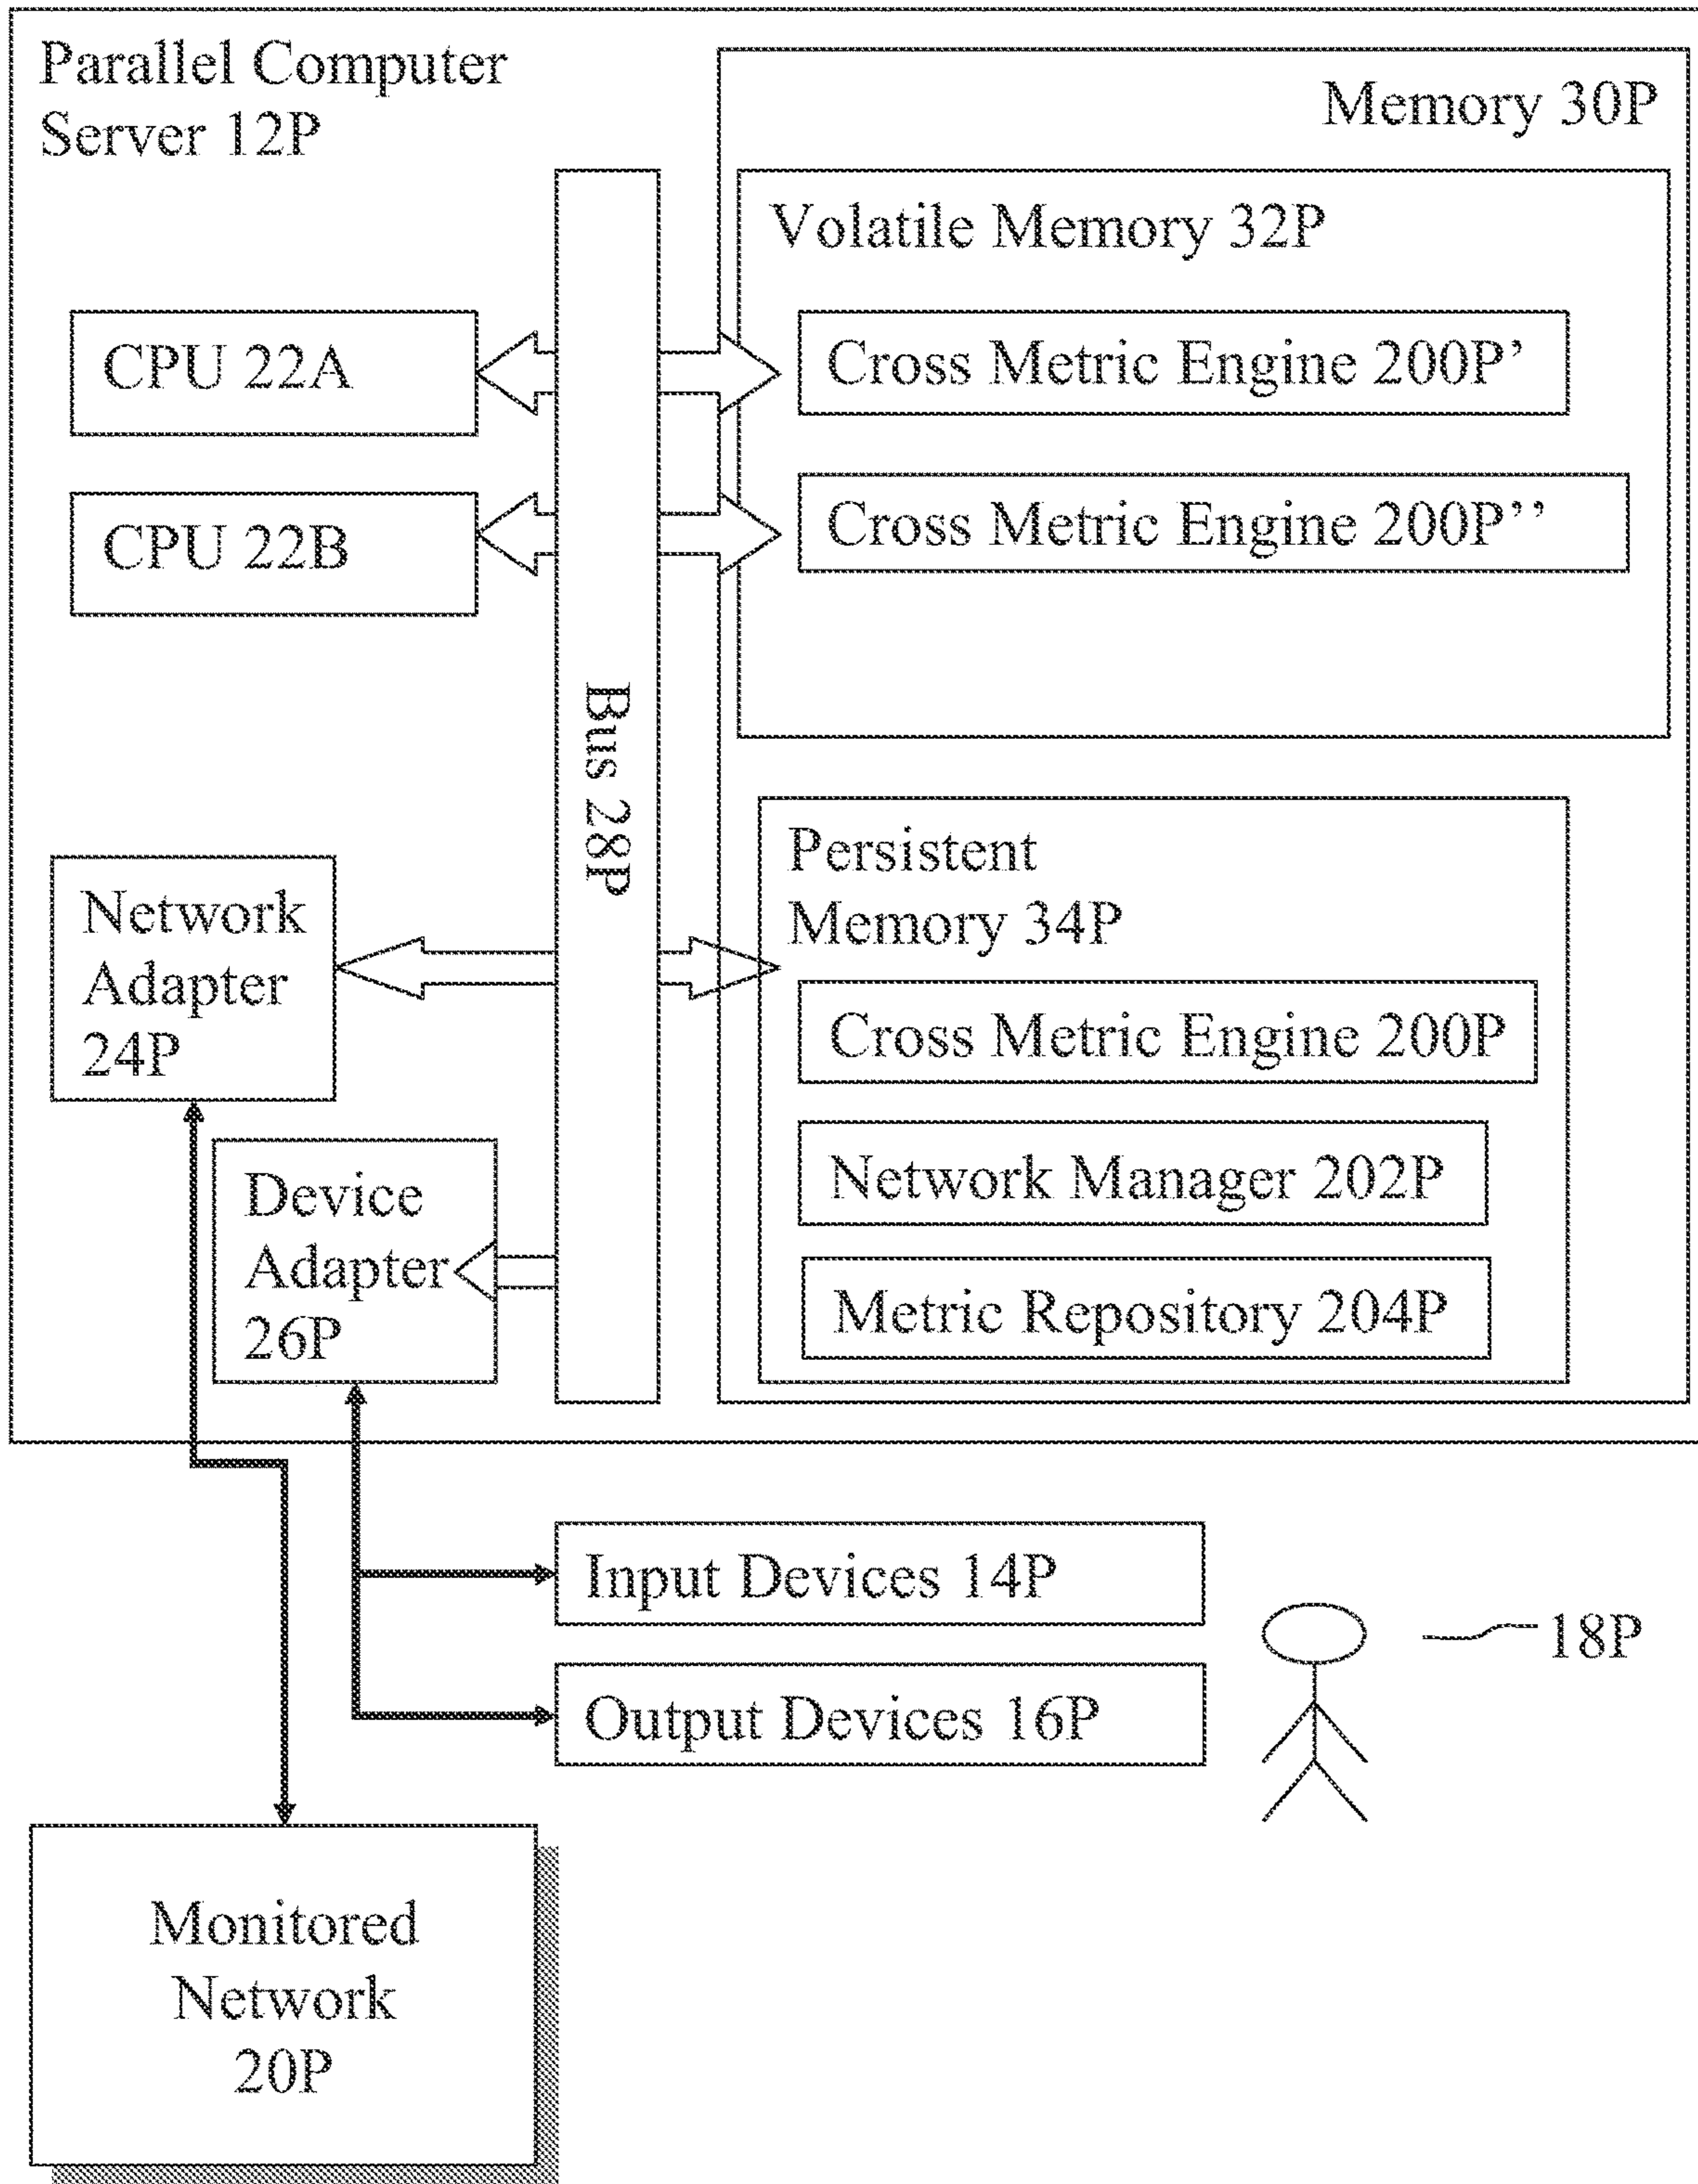 Parallel Computer
Server 12P
Memory 30P
Volatile Memory 32P
CPU 22A
Cross Metric Engine 200P’
CPU 22B
Cross Metric Engine 200P’’
Bus 28P
Persistent
Memory 34P
Network
Adapter
24P
Cross Metric Engine 200P
Network Manager 202P
Device
Adapter
26P
Metric Repository 204P
Input Devices 14P
18P
Output Devices 16P
Monitored
Network
20P